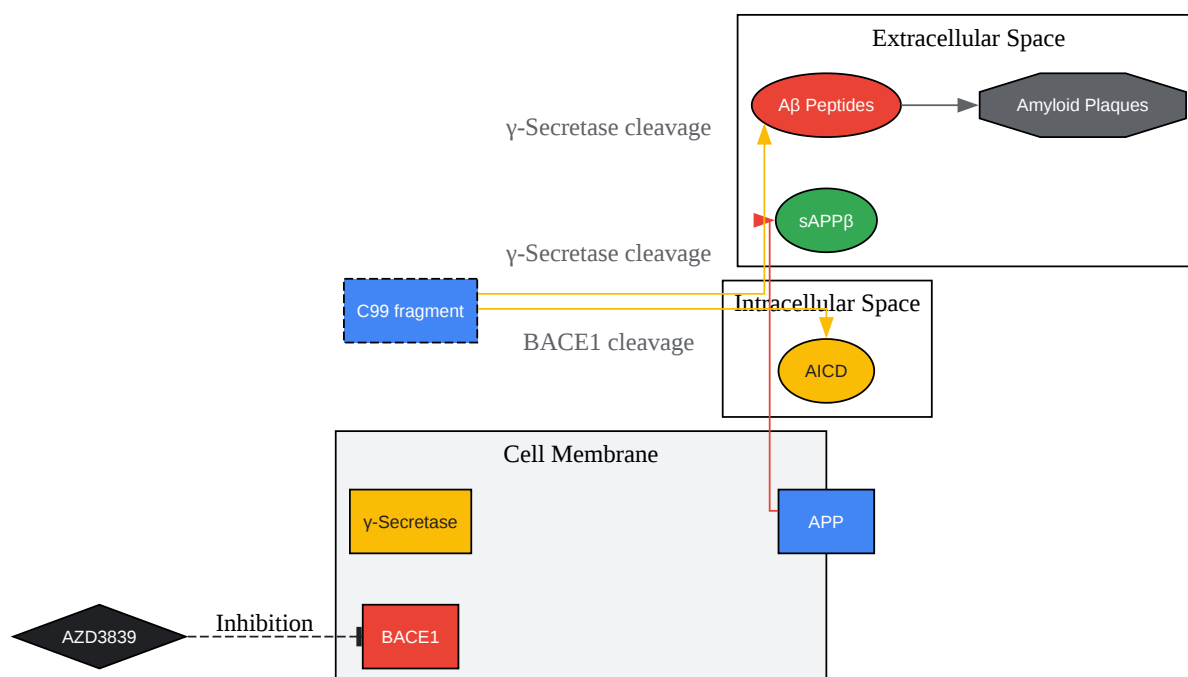 Extracellular Space
Aβ Peptides
Amyloid Plaques
γ-Secretase cleavage
sAPPβ
γ-Secretase cleavage
C99 fragment
Intracellular Space
BACE1 cleavage
AICD
Cell Membrane
γ-Secretase
APP
AZD3839
Inhibition
BACE1